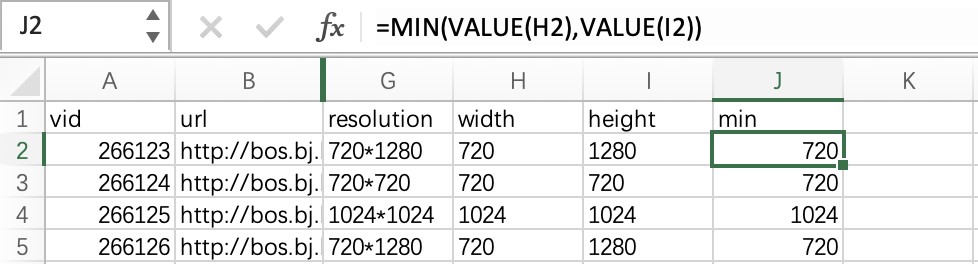 J2 fx =MIN(VALUE(H2),VALUE(I2))
A B G H I J K
1 vid url resolution width height min
2 266123 http://bos.bj. 720*1280 720 1280 720
3 266124 http://bos.bj. 720*720 720 720 720
4 266125 http://bos.bj. 1024*1024 1024 1024 1024
5 266126 http://bos.bj. 720*1280 720 1280 720